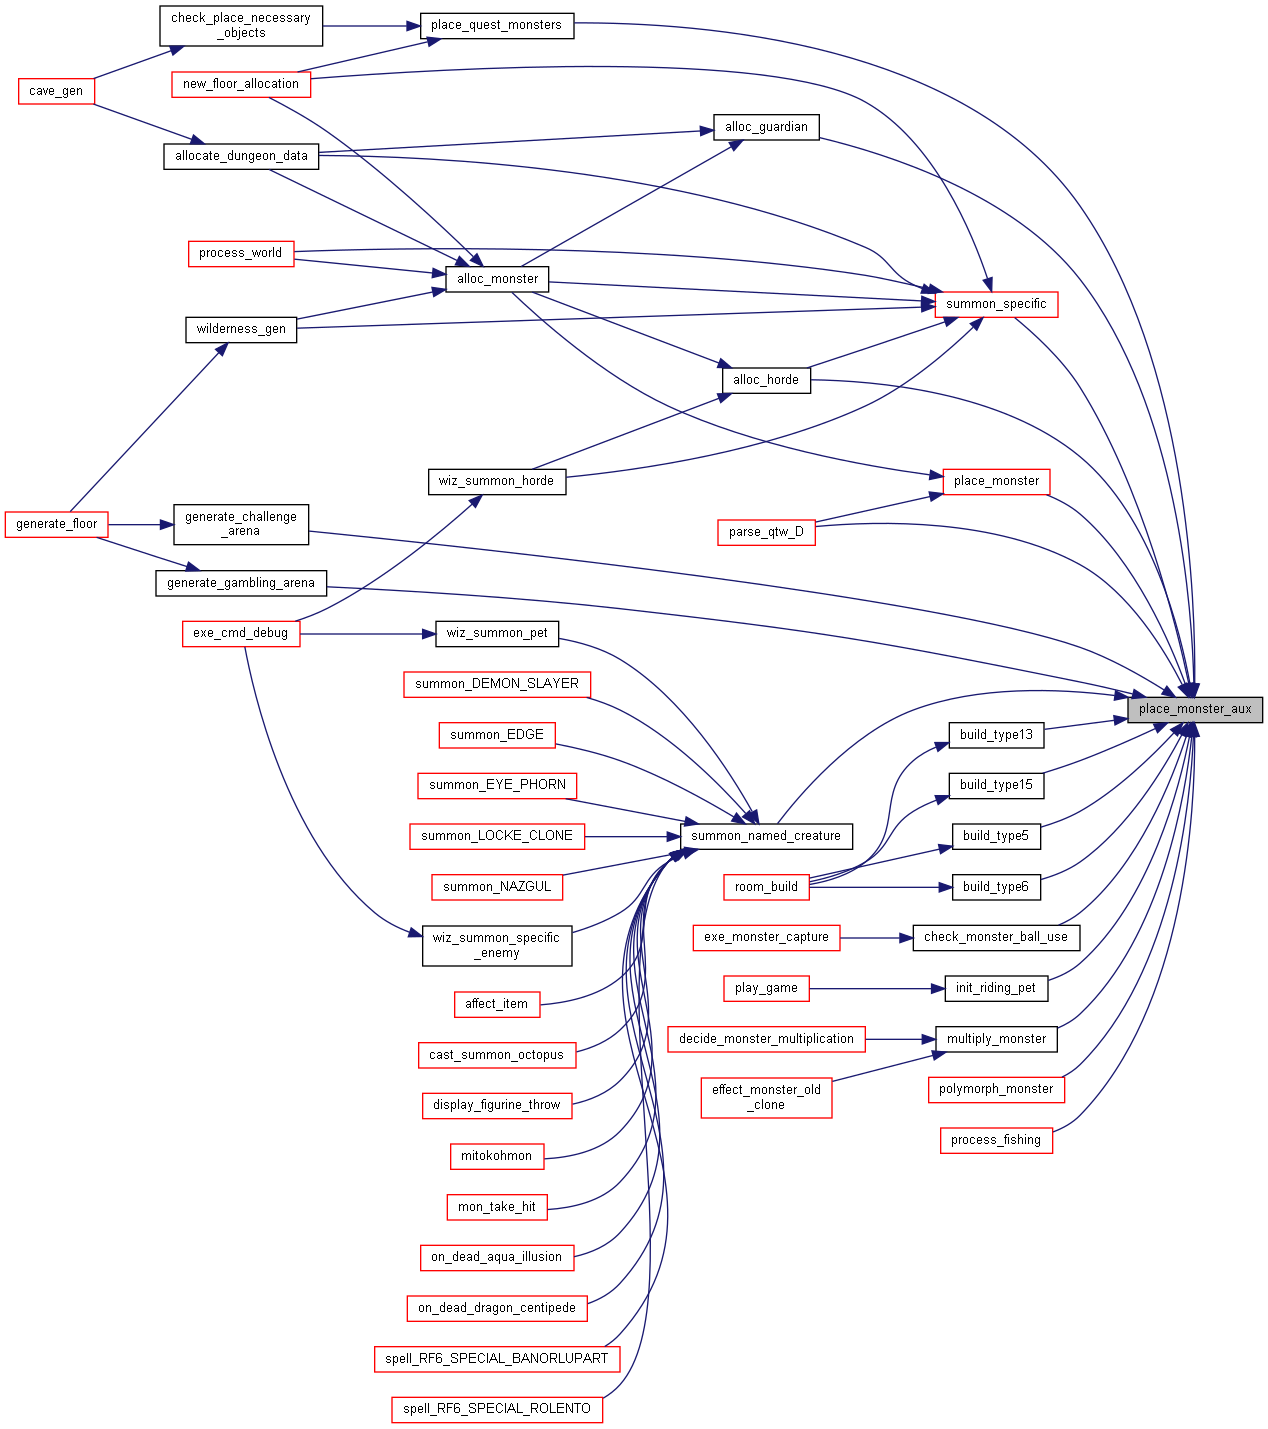 check_place_necessary
_objects
place_quest_monsters
cave_gen
new_floor_allocation
alloc_guardian
allocate_dungeon_data
process_world
alloc_monster
summon_specific
wilderness_gen
alloc_horde
wiz_summon_horde
place_monster
generate_floor
generate_challenge
_arena
parse_qtw_D
generate_gambling_arena
exe_cmd_debug
wiz_summon_pet
summon_DEMON_SLAYER
place_monster_aux
summon_EDGE
build_type13
summon_EYE_PHORN
build_type15
summon_LOCKE_CLONE
summon_named_creature
build_type5
summon_NAZGUL
room_build
build_type6
wiz_summon_specific
_enemy
exe_monster_capture
check_monster_ball_use
affect_item
play_game
init_riding_pet
cast_summon_octopus
decide_monster_multiplication
multiply_monster
display_figurine_throw
effect_monster_old
_clone
polymorph_monster
mitokohmon
process_fishing
mon_take_hit
on_dead_aqua_illusion
on_dead_dragon_centipede
spell_RF6_SPECIAL_BANORLUPART
spell_RF6_SPECIAL_ROLENTO